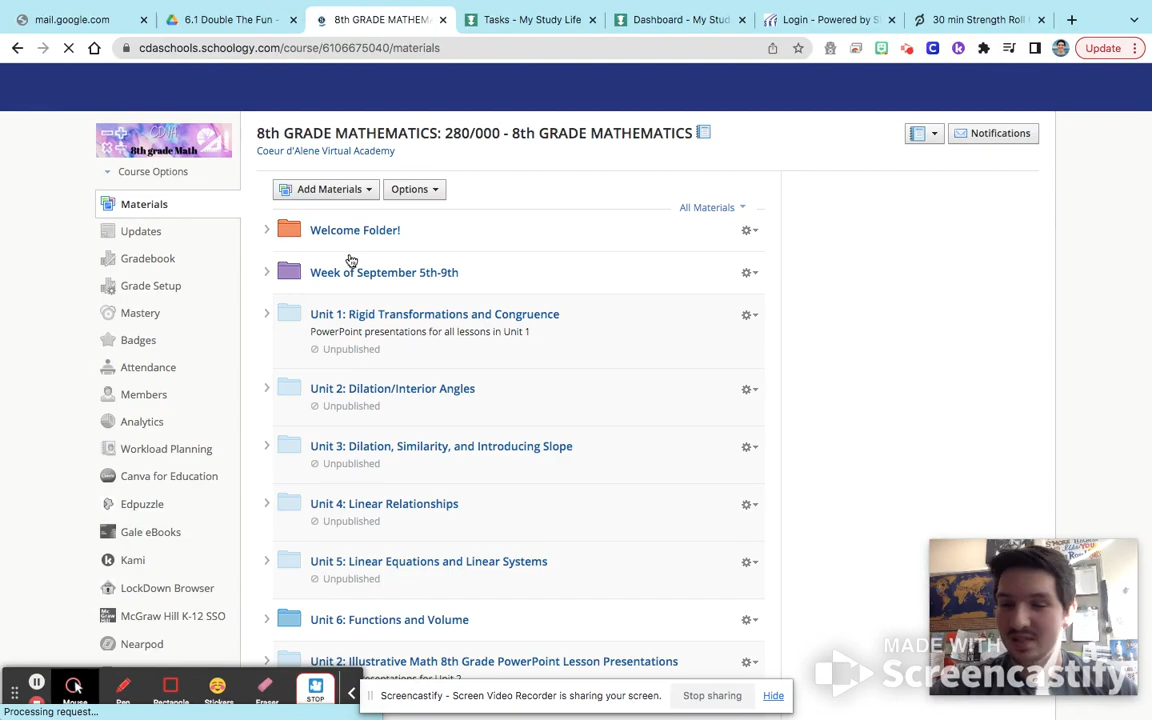 mail.google.com
6.1 Double The Fun -
8th GRADE MATHEM
Tasks - My Study Life
Dashboard - My Stud
Login - Powered by S
30 min Strength Roll
cdaschools.schoology.com/course/6106675040/materials
Update
CDVA
8th grade Math
8th GRADE MATHEMATICS: 280/000 - 8th GRADE MATHEMATICS
Notifications
Coeur d'Alene Virtual Academy
Course Options
Add Materials
Options
Materials
All Materials
Welcome Folder!
Updates
Gradebook
Week of September 5th-9th
Grade Setup
Mastery
Unit 1: Rigid Transformations and Congruence
PowerPoint presentations for all lessons in Unit 1
Badges
Unpublished
Attendance
Unit 2: Dilation/Interior Angles
Members
Unpublished
Analytics
Workload Planning
Unit 3: Dilation, Similarity, and Introducing Slope
Unpublished
Canva for Education
Edpuzzle
Unit 4: Linear Relationships
Unpublished
Gale eBooks
Kami
Unit 5: Linear Equations and Linear Systems
Unpublished
LockDown Browser
McGraw Hill K-12 SSO
Unit 6: Functions and Volume
Nearpod
Unit 2: Illustrative Math 8th Grade PowerPoint Lesson Presentations
MADE WITH
Screencastify
Mouse
Pen
Rectangle
Stickers
Eraser
STOP
Screencastify - Screen Video Recorder is sharing your screen.
Stop sharing
Hide
Processing request...